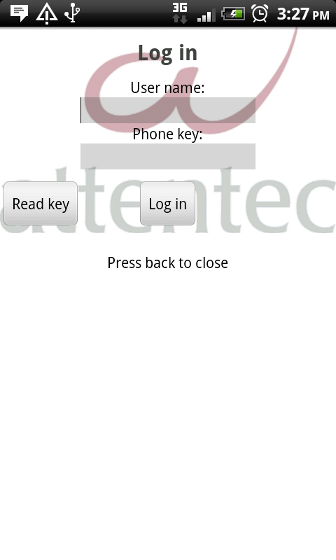 3G
3:27 PM
Log in
User name:
Phone key:
attentec
Read key
Log in
Press back to close